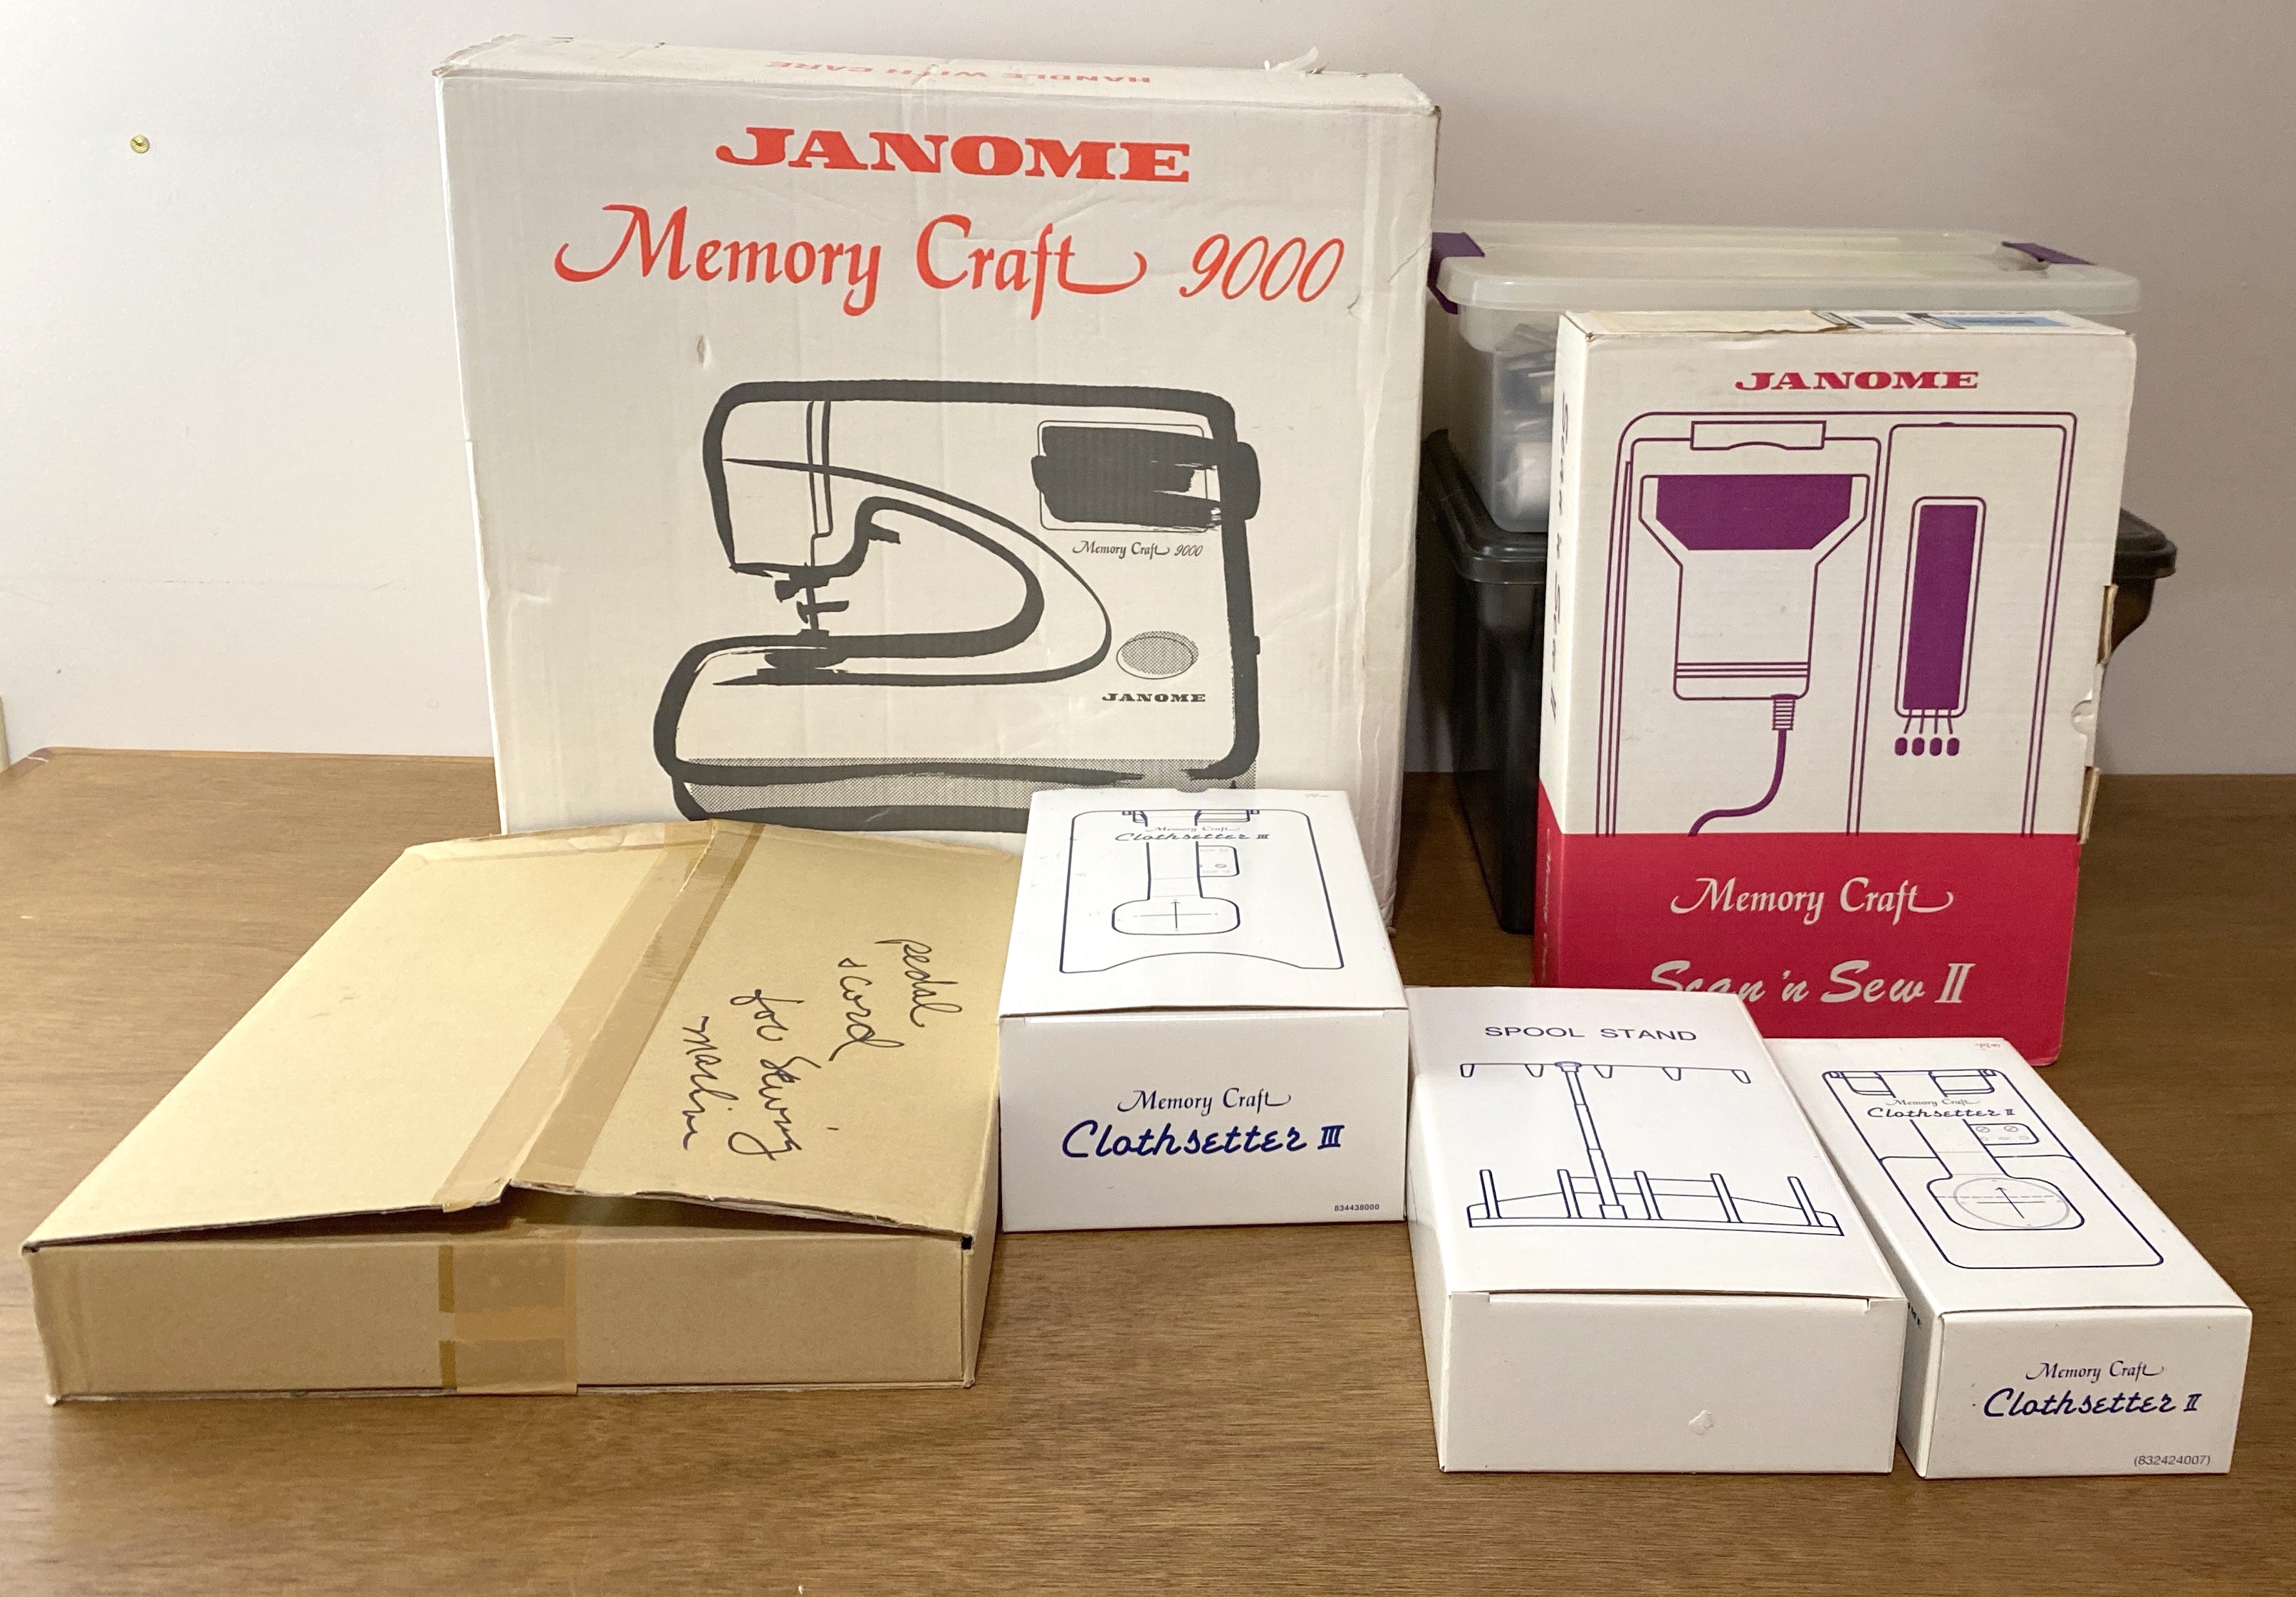 HANDLE WITH CARE
JANOME
Memory Craft 9000
Memory Craft 9000
JANOME
JANOME
Memory Craft
Scan 'n Sew II
pedal
& cord
for Sewing
machine
Memory Craft
Clothsetter III
Memory Craft
Clothsetter III
834438000
SPOOL STAND
Memory Craft
Clothsetter II
Memory Craft
Clothsetter II
(832424007)